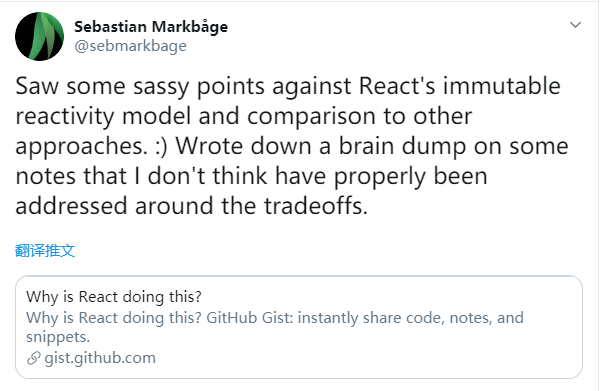 Sebastian Markbåge
@sebmarkbage
Saw some sassy points against React's immutable
reactivity model and comparison to other
approaches. :) Wrote down a brain dump on some
notes that I don't think have properly been
addressed around the tradeoffs.
翻译推文
Why is React doing this?
Why is React doing this? GitHub Gist: instantly share code, notes, and
snippets.
gist.github.com